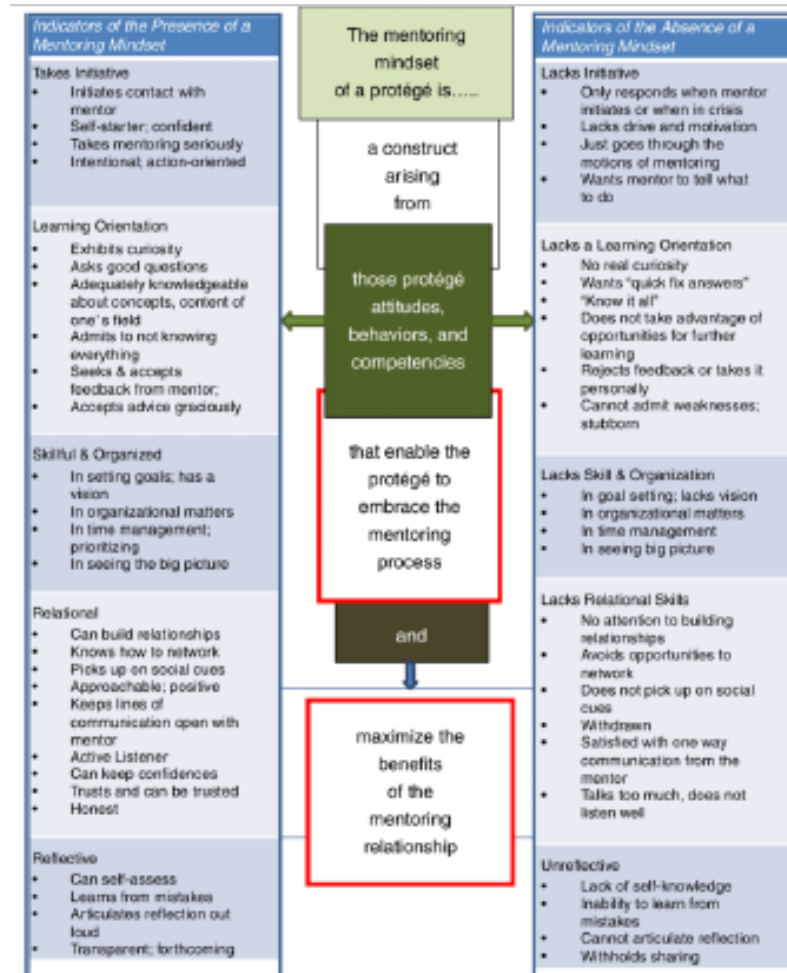 Indicators of the Presence of a
Mentoring Mindset
Takes Initiative
• Initiates contact with
mentor
• Self-starter; confident
• Takes mentoring seriously
• Intentional; action-oriented
Learning Orientation
• Exhibits curiosity
• Asks good questions
• Adequately knowledgeable
about concepts, content of
one's field
• Admits to not knowing
everything
• Seeks & accepts
feedback from mentor;
• Accepts advice graciously
Skillful & Organized
• In setting goals; has a
vision
• In organizational matters
• In time management;
prioritizing
• In seeing the big picture
Relational
• Can build relationships
• Knows how to network
• Picks up on social cues
• Approachable; positive
• Keeps lines of
communication open with
mentor
• Active Listener
• Can keep confidences
• Trusts and can be trusted
• Honest
Reflective
• Can self-assess
• Learns from mistakes
• Articulates reflection out
loud
• Transparent; forthcoming
The mentoring
mindset
of a protégé is.....
a construct
arising
from
those protégé
attitudes,
behaviors, and
competencies
that enable the
protégé to
embrace the
mentoring
process
and
maximize the
benefits
of the
mentoring
relationship
Indicators of the Absence of a
Mentoring Mindset
Lacks Initiative
• Only responds when mentor
initiates or when in crisis
• Lacks drive and motivation
• Just goes through the
motions of mentoring
• Wants mentor to tell what
to do
Lacks a Learning Orientation
• No real curiosity
• Wants "quick fix answers"
• "Know it all"
• Does not take advantage of
opportunities for further
learning
• Rejects feedback or takes it
personally
• Cannot admit weaknesses;
stubborn
Lacks Skill & Organization
• In goal setting; lacks vision
• In organizational matters
• In time management
• In seeing big picture
Lacks Relational Skills
• No attention to building
relationships
• Avoids opportunities to
network
• Does not pick up on social
cues
• Withdrawn
• Satisfied with one way
communication from the
mentor
• Talks too much, does not
listen well
Unreflective
• Lack of self-knowledge
• Inability to learn from
mistakes
• Cannot articulate reflection
• Withholds sharing